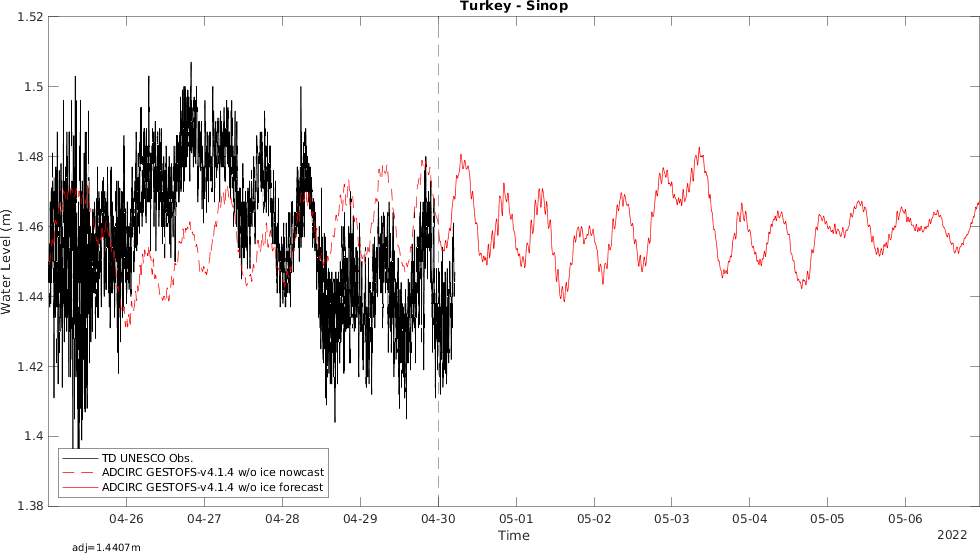 Turkey - Sinop
Water Level (m)
1.52
1.5
1.48
1.46
1.44
1.42
1.4
1.38
TD UNESCO Obs.
ADCIRC GESTOFS-v4.1.4 w/o ice nowcast
ADCIRC GESTOFS-v4.1.4 w/o ice forecast
04-26 04-27 04-28 04-29 04-30 05-01 05-02 05-03 05-04 05-05 05-06
Time
2022
adj=1.4407m